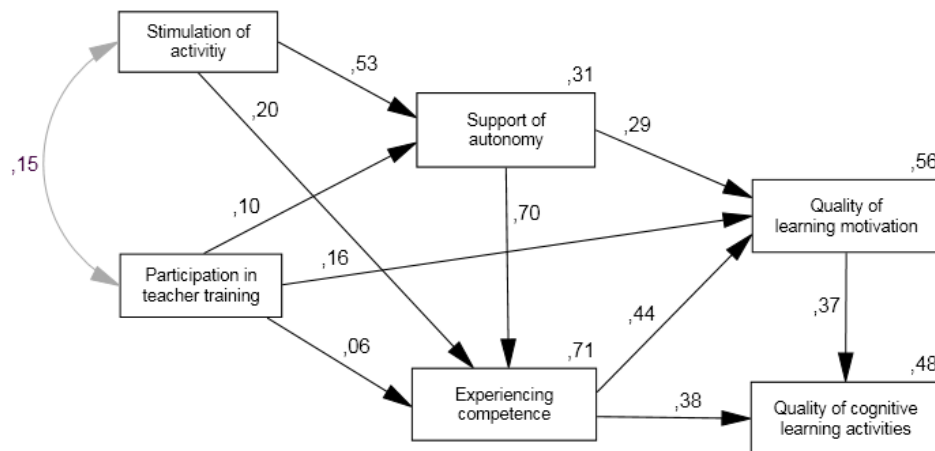 Stimulation of
activitiy
,53
,31
,20
Support of
autonomy
,29
,15
,56
,10
,70
Quality of
learning motivation
,16
Participation in
teacher training
,44
,37
,06
,71
,48
Experiencing
competence
,38
Quality of cognitive
learning activities